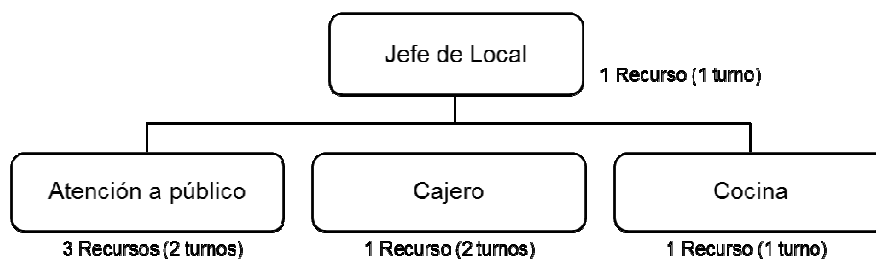 Jefe de Local
1 Recurso (1 turno)
Atención a público
Cajero
Cocina
3 Recursos (2 turnos)
1 Recurso (2 turnos)
1 Recurso (1 turno)